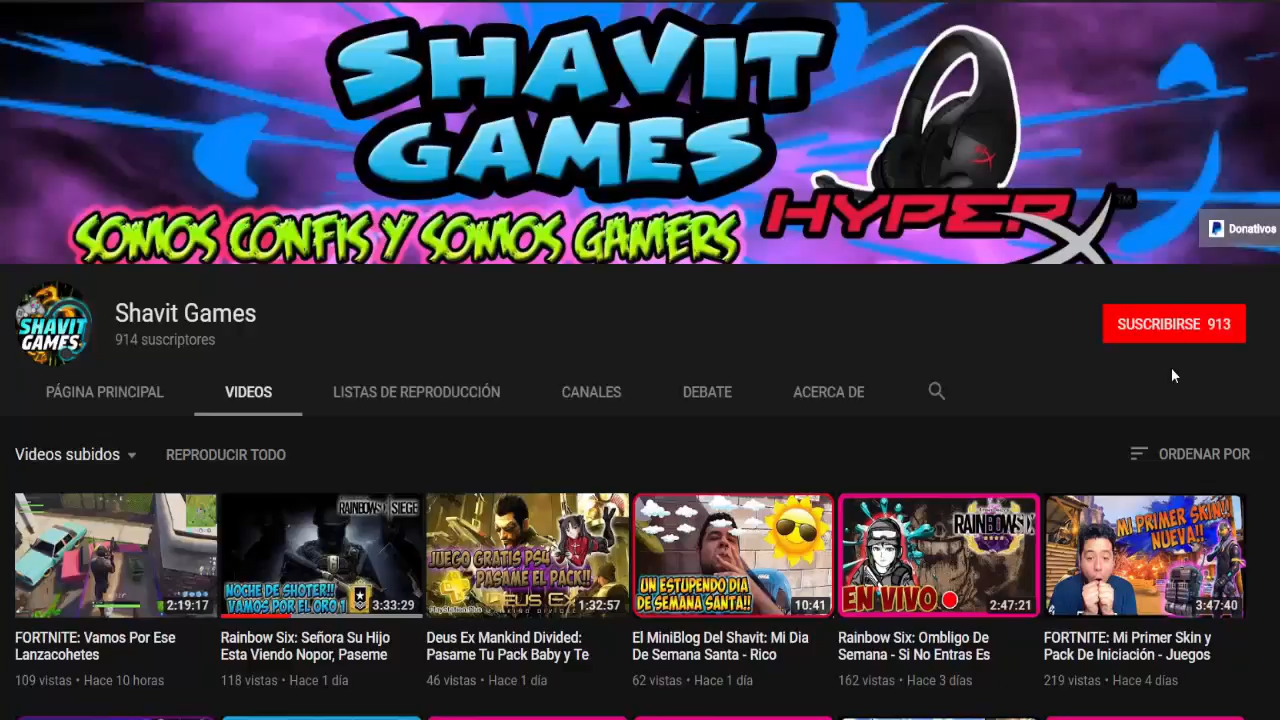 SHAVIT
GAMES
SOMOS CONFIS Y SOMOS GAMERS
HYPERX
TM
Donativos
SHAVIT
GAMES
Shavit Games
914 suscriptores
SUSCRIBIRSE 913
PÁGINA PRINCIPAL
VIDEOS
LISTAS DE REPRODUCCIÓN
CANALES
DEBATE
ACERCA DE
Videos subidos
REPRODUCIR TODO
ORDENAR POR
2:19:17
RAINBOW SIX SIEGE
NOCHE DE SHOTER!!
VAMOS POR EL ORO 1
3:33:29
JUEGO GRATIS PS4
PASAME EL PACK!!
PlayStation Plus
DEUS EX
1:32:57
UN ESTUPENDO DIA
DE SEMANA SANTA!!
10:41
RAINBOW SIX
EN VIVO
2:47:21
MI PRIMER SKIN!!
NUEVA!!
3:47:40
FORTNITE: Vamos Por Ese
Lanzacohetes
109 vistas • Hace 10 horas
Rainbow Six: Señora Su Hijo
Esta Viendo Nopor, Paseme
118 vistas • Hace 1 día
Deus Ex Mankind Divided:
Pasame Tu Pack Baby y Te
46 vistas • Hace 1 día
El MiniBlog Del Shavit: Mi Dia
De Semana Santa - Rico
62 vistas • Hace 1 día
Rainbow Six: Ombligo De
Semana - Si No Entras Es
162 vistas • Hace 3 días
FORTNITE: Mi Primer Skin y
Pack De Iniciación - Juegos
219 vistas • Hace 4 días